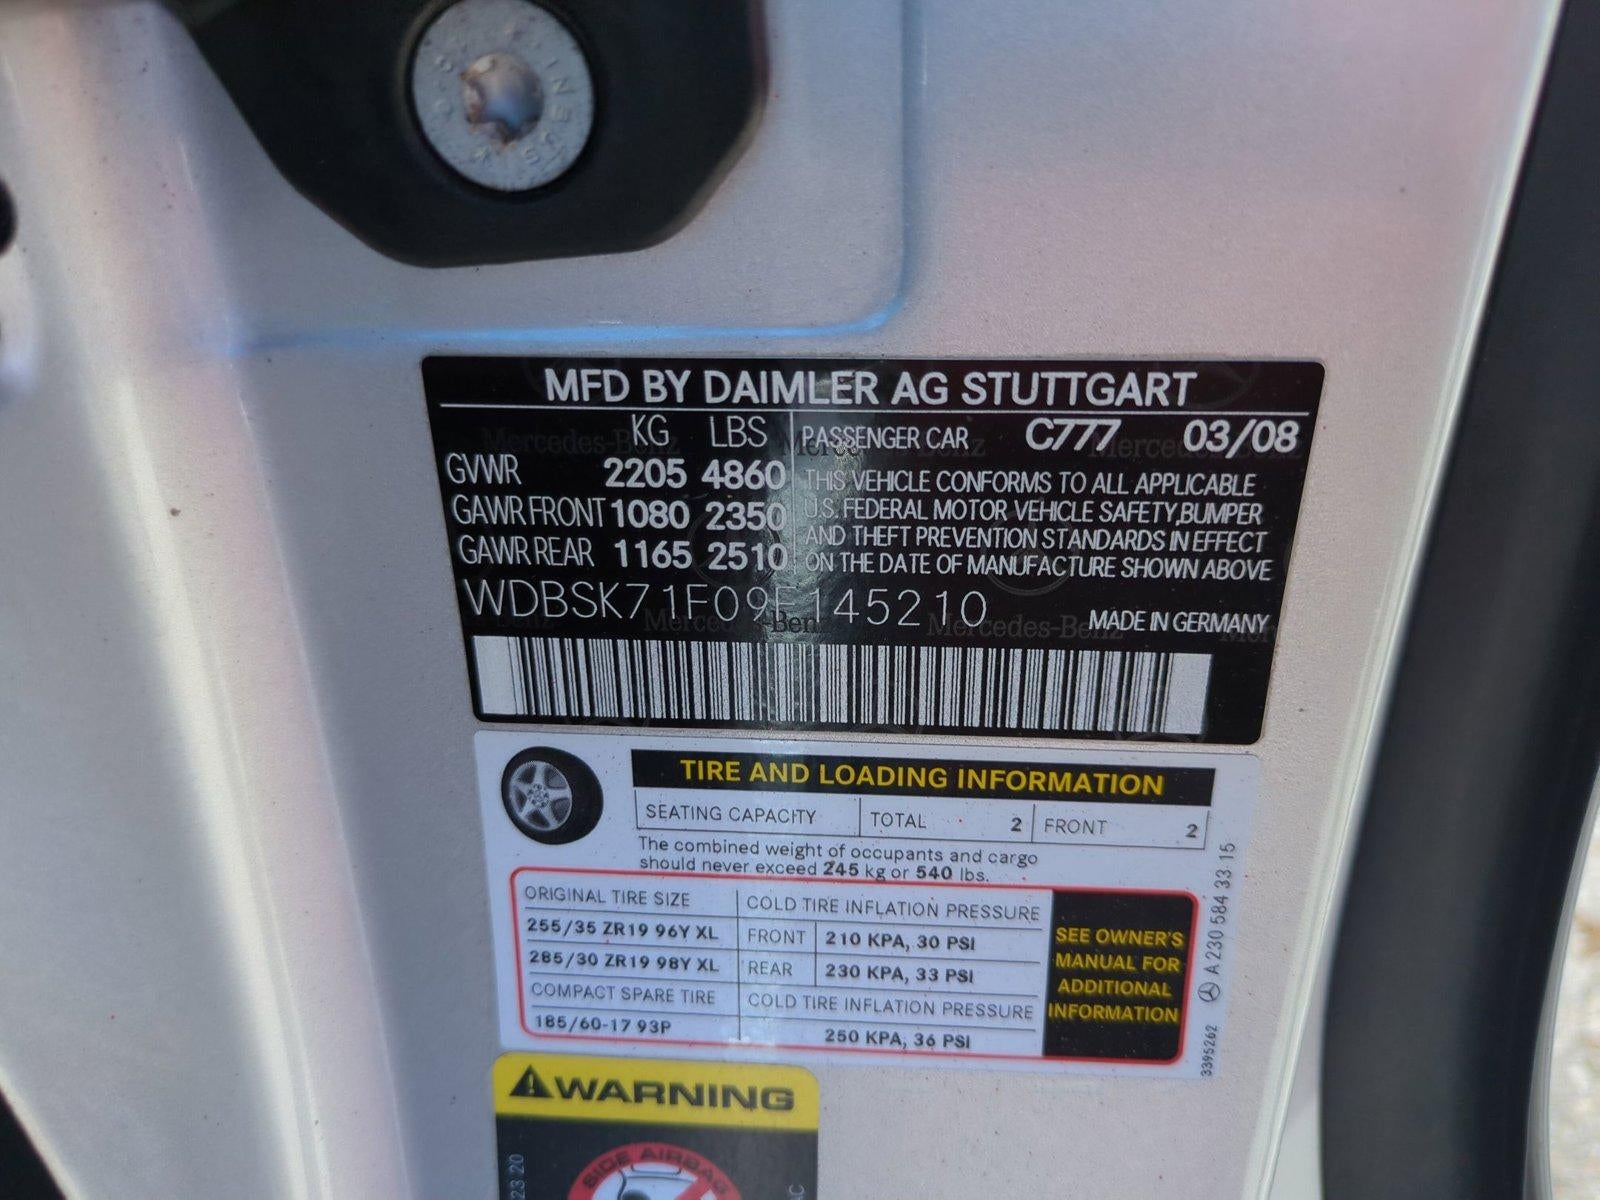 MFD BY DAIMLER AG STUTTGART
KG LBS
GVWR 2205 4860
GAWR FRONT 1080 2350
GAWR REAR 1165 2510
PASSENGER CAR C777 03/08
THIS VEHICLE CONFORMS TO ALL APPLICABLE
U.S. FEDERAL MOTOR VEHICLE SAFETY, BUMPER
AND THEFT PREVENTION STANDARDS IN EFFECT
ON THE DATE OF MANUFACTURE SHOWN ABOVE
WDBSK71F09F145210
MADE IN GERMANY
TIRE AND LOADING INFORMATION
SEATING CAPACITY TOTAL 2 FRONT 2
The combined weight of occupants and cargo
should never exceed 245 kg or 540 lbs.
ORIGINAL TIRE SIZE COLD TIRE INFLATION PRESSURE
255/35 ZR19 96Y XL FRONT 210 KPA, 30 PSI
285/30 ZR19 98Y XL REAR 230 KPA, 33 PSI
COMPACT SPARE TIRE COLD TIRE INFLATION PRESSURE
185/60-17 93P 250 KPA, 36 PSI
SEE OWNER'S
MANUAL FOR
ADDITIONAL
INFORMATION
A 230 584 33 15
3395262
WARNING
SIDE AIRBAG
23 20